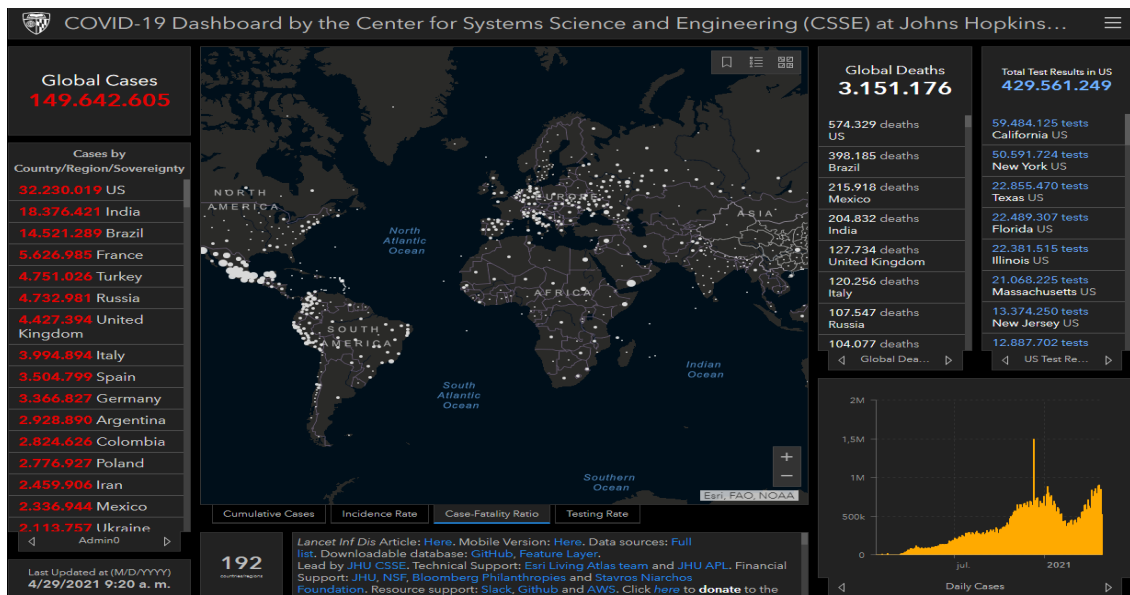 COVID-19 Dashboard by the Center for Systems Science and Engineering (CSSE) at Johns Hopkins...
Global Cases
149.642.605
Cases by
Country/Region/Sovereignty
32.230.019 US
18.376.421 India
14.521.289 Brazil
5.626.985 France
4.751.026 Turkey
4.732.981 Russia
4.427.394 United
Kingdom
3.994.894 Italy
3.504.799 Spain
3.366.827 Germany
2.928.890 Argentina
2.824.626 Colombia
2.776.927 Poland
2.459.906 Iran
2.336.944 Mexico
2.113.757 Ukraine
Admin0
Last Updated at (M/D/YYYY)
4/29/2021 9:20 a. m.
NORTH
AMERICA
North
Atlantic
Ocean
EUROPE
ASIA
AFRICA
SOUTH
AMERICA
South
Atlantic
Ocean
Indian
Ocean
Southern
Ocean
+
−
Esri, FAO, NOAA
Cumulative Cases
Incidence Rate
Case-Fatality Ratio
Testing Rate
192
countries/regions
Lancet Inf Dis Article: Here. Mobile Version: Here. Data sources: Full
list. Downloadable database: GitHub, Feature Layer.
Lead by JHU CSSE. Technical Support: Esri Living Atlas team and JHU APL. Financial
Support: JHU, NSF, Bloomberg Philanthropies and Stavros Niarchos
Foundation. Resource support: Slack, Github and AWS. Click here to donate to the
Global Deaths
3.151.176
574.329 deaths
US
398.185 deaths
Brazil
215.918 deaths
Mexico
204.832 deaths
India
127.734 deaths
United Kingdom
120.256 deaths
Italy
107.547 deaths
Russia
104.077 deaths
Global Dea...
Total Test Results in US
429.561.249
59.484.125 tests
California US
50.591.724 tests
New York US
22.855.470 tests
Texas US
22.489.307 tests
Florida US
22.381.515 tests
Illinois US
21.068.225 tests
Massachusetts US
13.374.250 tests
New Jersey US
12.887.702 tests
US Test Re...
2M
1,5M
1M
500k
0
jul.
2021
Daily Cases